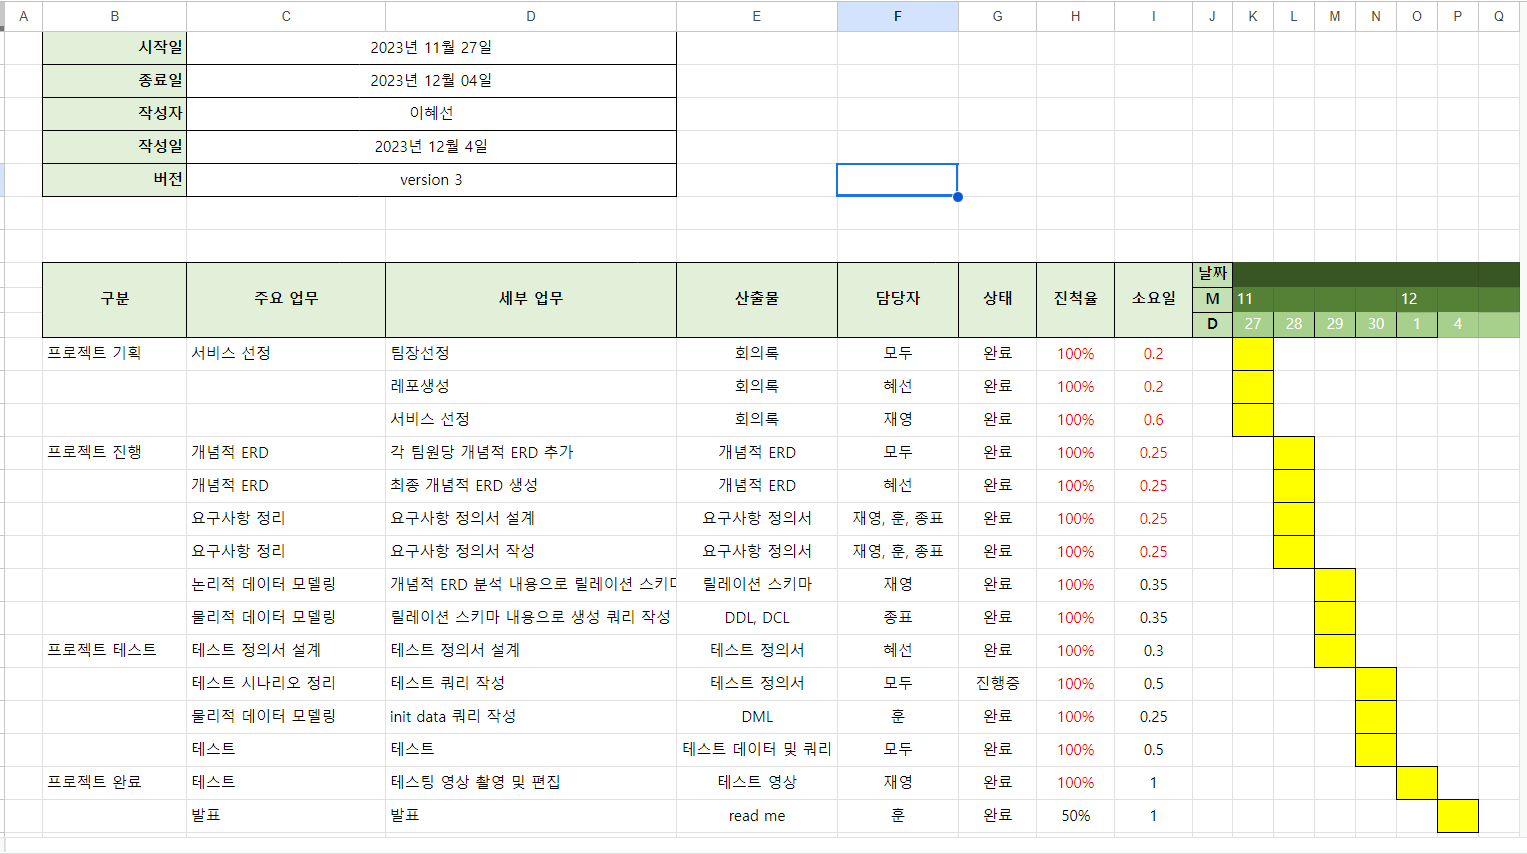 A B C D E F G H I J K L M N O P Q
시작일 2023년 11월 27일
종료일 2023년 12월 04일
작성자 이혜선
작성일 2023년 12월 4일
버전 version 3
구분 주요 업무 세부 업무 산출물 담당자 상태 진척율 소요일 날짜
M 11 12
D 27 28 29 30 1 4
프로젝트 기획 서비스 선정 팀장선정 회의록 모두 완료 100% 0.2
레포생성 회의록 혜선 완료 100% 0.2
서비스 선정 회의록 재영 완료 100% 0.6
프로젝트 진행 개념적 ERD 각 팀원당 개념적 ERD 추가 개념적 ERD 모두 완료 100% 0.25
개념적 ERD 최종 개념적 ERD 생성 개념적 ERD 혜선 완료 100% 0.25
요구사항 정리 요구사항 정의서 설계 요구사항 정의서 재영, 훈, 종표 완료 100% 0.25
요구사항 정리 요구사항 정의서 작성 요구사항 정의서 재영, 훈, 종표 완료 100% 0.25
논리적 데이터 모델링 개념적 ERD 분석 내용으로 릴레이션 스키 릴레이션 스키마 재영 완료 100% 0.35
물리적 데이터 모델링 릴레이션 스키마 내용으로 생성 쿼리 작성 DDL, DCL 종표 완료 100% 0.35
프로젝트 테스트 테스트 정의서 설계 테스트 정의서 설계 테스트 정의서 혜선 완료 100% 0.3
테스트 시나리오 정리 테스트 쿼리 작성 테스트 정의서 모두 진행중 100% 0.5
물리적 데이터 모델링 init data 쿼리 작성 DML 훈 완료 100% 0.25
테스트 테스트 테스트 데이터 및 쿼리 모두 완료 100% 0.5
프로젝트 완료 테스트 테스팅 영상 촬영 및 편집 테스트 영상 재영 완료 100% 1
발표 발표 read me 훈 완료 50% 1